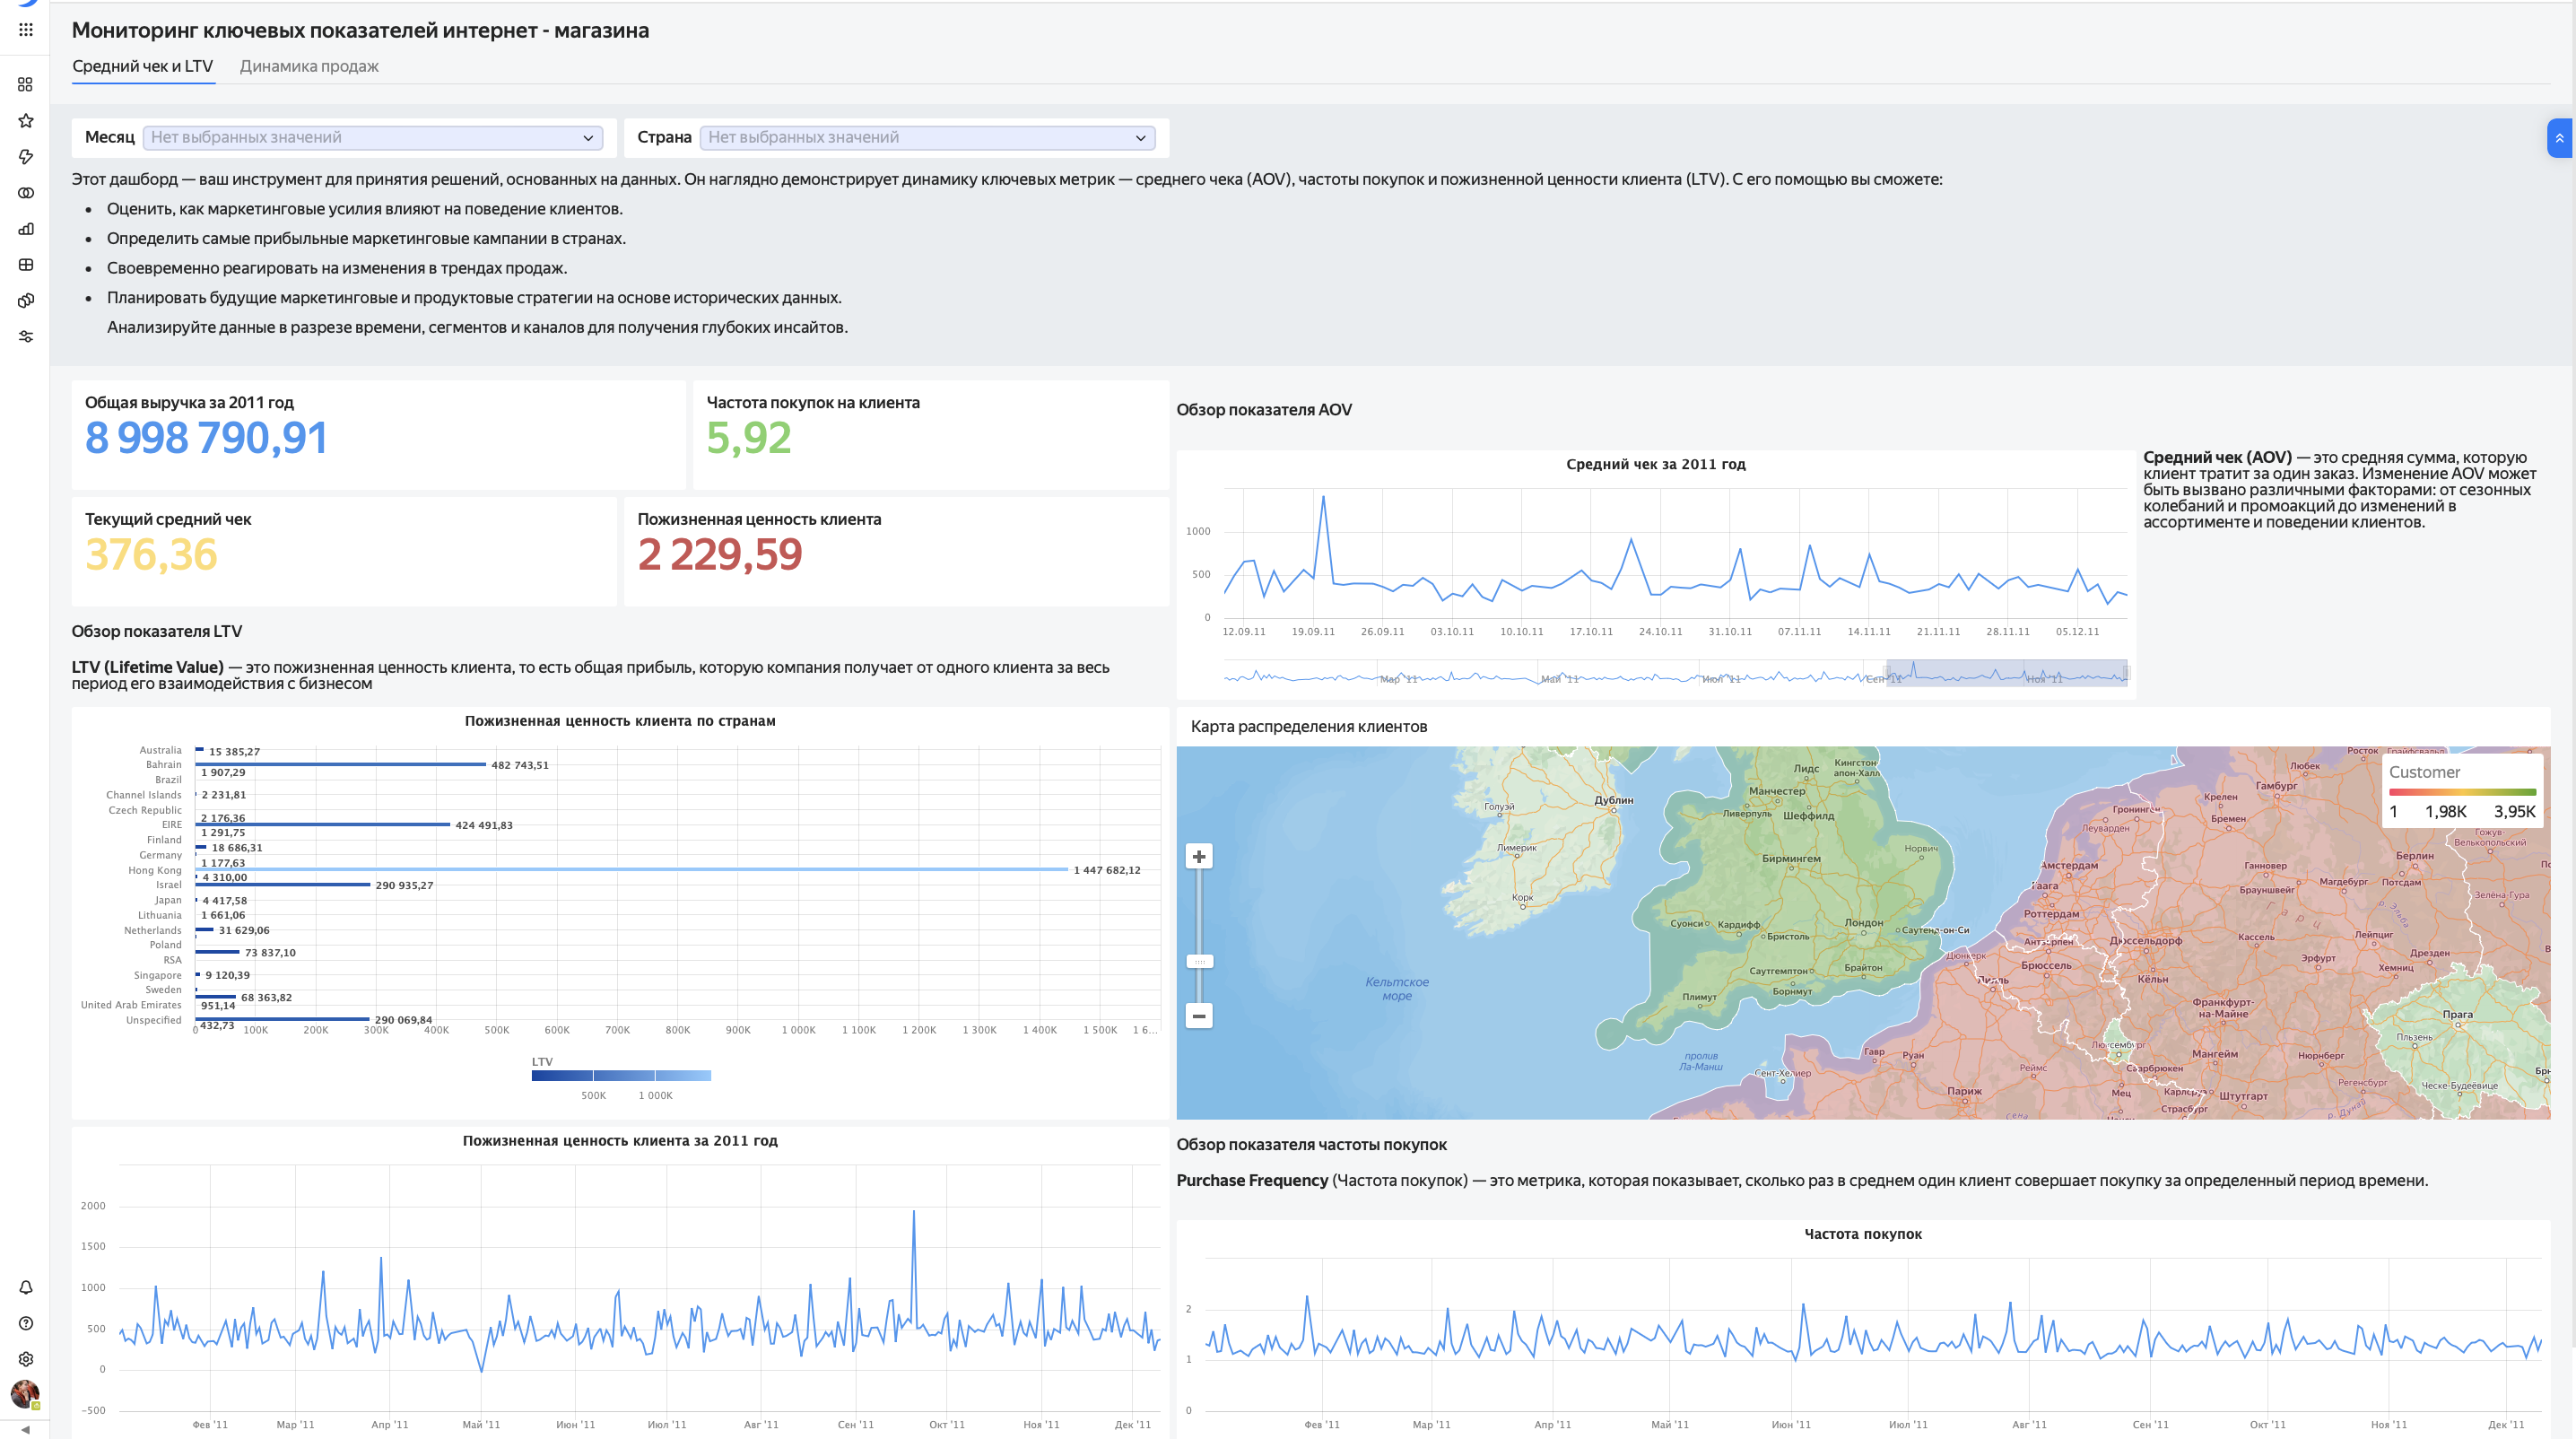 Мониторинг ключевых показателей интернет - магазина
Средний чек и LTV
Динамика продаж
Месяц
Нет выбранных значений
Страна
Нет выбранных значений
Этот дашборд — ваш инструмент для принятия решений, основанных на данных. Он наглядно демонстрирует динамику ключевых метрик — среднего чека (AOV), частоты покупок и пожизненной ценности клиента (LTV). С его помощью вы сможете:
• Оценить, как маркетинговые усилия влияют на поведение клиентов.
• Определить самые прибыльные маркетинговые кампании в странах.
• Своевременно реагировать на изменения в трендах продаж.
• Планировать будущие маркетинговые и продуктовые стратегии на основе исторических данных.
Анализируйте данные в разрезе времени, сегментов и каналов для получения глубоких инсайтов.
Общая выручка за 2011 год
8 998 790,91
Частота покупок на клиента
5,92
Текущий средний чек
376,36
Пожизненная ценность клиента
2 229,59
Обзор показателя AOV
Средний чек за 2011 год
1000
500
0
12.09.11 19.09.11 26.09.11 03.10.11 10.10.11 17.10.11 24.10.11 31.10.11 07.11.11 14.11.11 21.11.11 28.11.11 05.12.11
Мар '11 Май '11 Июл '11 Сен '11 Ноя '11
Средний чек (AOV) — это средняя сумма, которую
клиент тратит за один заказ. Изменение AOV может
быть вызвано различными факторами: от сезонных
колебаний и промоакций до изменений в
ассортименте и поведении клиентов.
Обзор показателя LTV
LTV (Lifetime Value) — это пожизненная ценность клиента, то есть общая прибыль, которую компания получает от одного клиента за весь
период его взаимодействия с бизнесом
Пожизненная ценность клиента по странам
Australia 15 385,27
Bahrain 482 743,51
1 907,29
Brazil
Channel Islands 2 231,81
Czech Republic
2 176,36
EIRE 424 491,83
1 291,75
Finland
18 686,31
Germany
1 177,63
Hong Kong 1 447 682,12
4 310,00
Israel 290 935,27
Japan 4 417,58
Lithuania 1 661,06
Netherlands 31 629,06
Poland
73 837,10
RSA
Singapore 9 120,39
Sweden
68 363,82
United Arab Emirates 951,14
Unspecified 290 069,84
432,73
0 100K 200K 300K 400K 500K 600K 700K 800K 900K 1 000K 1 100K 1 200K 1 300K 1 400K 1 500K 1 6...
LTV
500K 1 000K
Карта распределения клиентов
Customer
1 1,98K 3,95K
Росток
Любек
Гамбург
Крелен
Бремен
Гронинген
Леуварден
Гожув-
Велькопольский
Лидс
Кингстон-
апон-Халл
Манчестер
Ливерпуль
Шеффилд
Дублин
Голуэй
Лимерик
Корк
Бирмингем
Норвич
Амстердам
Гаага
Роттердам
Ганновер
Брауншвейг
Магдебург
Берлин
Потсдам
Зелёна-Гура
Гарц
Эльба
Суонси
Кардифф
Бристоль
Лондон
Саутенд-он-Си
Антверпен
Дюссельдорф
Кассель
Лейпциг
Дрезден
Дюнкерк
Брюссель
Кёльн
Эрфурт
Хемниц
Лилль
Саутгемптон
Брайтон
Борнмут
Плимут
Кельтское
море
Франкфурт-
на-Майне
Прага
Пльзень
Люксембург
Мангейм
Нюрнберг
пролив
Ла-Манш
Гавр
Руан
Сент-Хелиер
Реймс
Саарбрюкен
Регенсбург
Ческе-Будеёвице
Париж
Мец
Карлсруэ
Штутгарт
Страсбург
Сена
р. Дунай
Пожизненная ценность клиента за 2011 год
2000
1500
1000
500
0
-500
Фев '11 Мар '11 Апр '11 Май '11 Июн '11 Июл '11 Авг '11 Сен '11 Окт '11 Ноя '11 Дек '11
Обзор показателя частоты покупок
Purchase Frequency (Частота покупок) — это метрика, которая показывает, сколько раз в среднем один клиент совершает покупку за определенный период времени.
Частота покупок
2
1
0
Фев '11 Мар '11 Апр '11 Май '11 Июн '11 Июл '11 Авг '11 Сен '11 Окт '11 Ноя '11 Дек '11